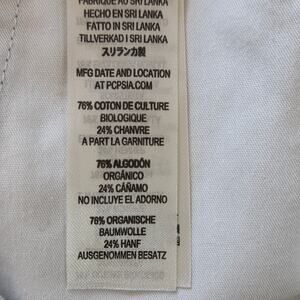 FABRIQUÉ AU SRI LANKA
HECHO EN SRI LANKA
FATTO IN SRI LANKA
TILLVERKAD I SRI LANKA
スリランカ製
MFG DATE AND LOCATION
AT PCPSIA.COM
76% COTON DE CULTURE
BIOLOGIQUE
24% CHANVRE
A PART LA GARNITURE
76% ALGODÓN
ORGÁNICO
24% CÁÑAMO
NO INCLUYE EL ADORNO
76% ORGANISCHE
BAUMWOLLE
24% HANF
AUSGENOMMEN BESATZ